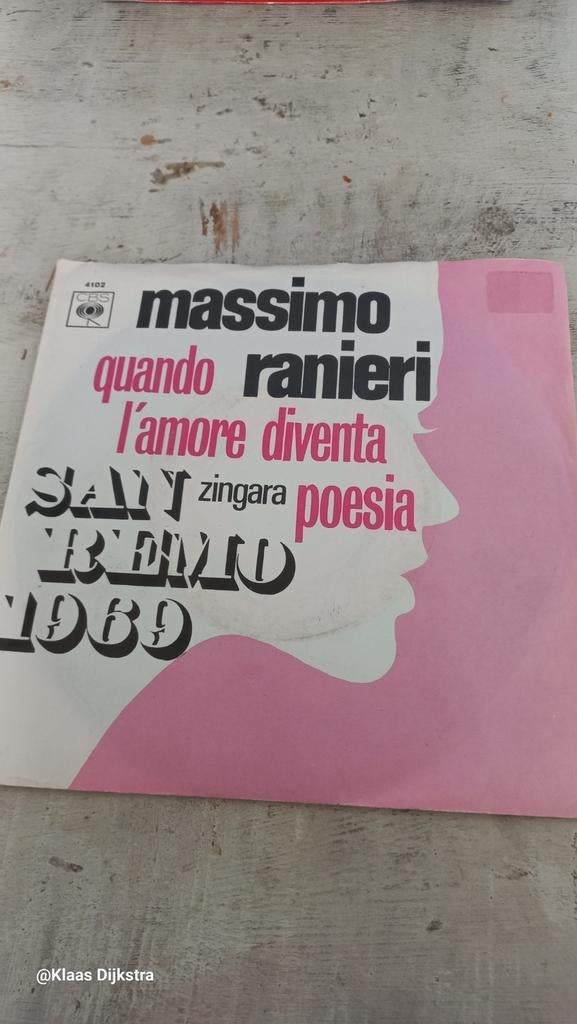 4102
CBS
massimo
quando ranieri
l'amore diventa
zingara poesia
SAN
REMO
1969
@Klaas Dijkstra